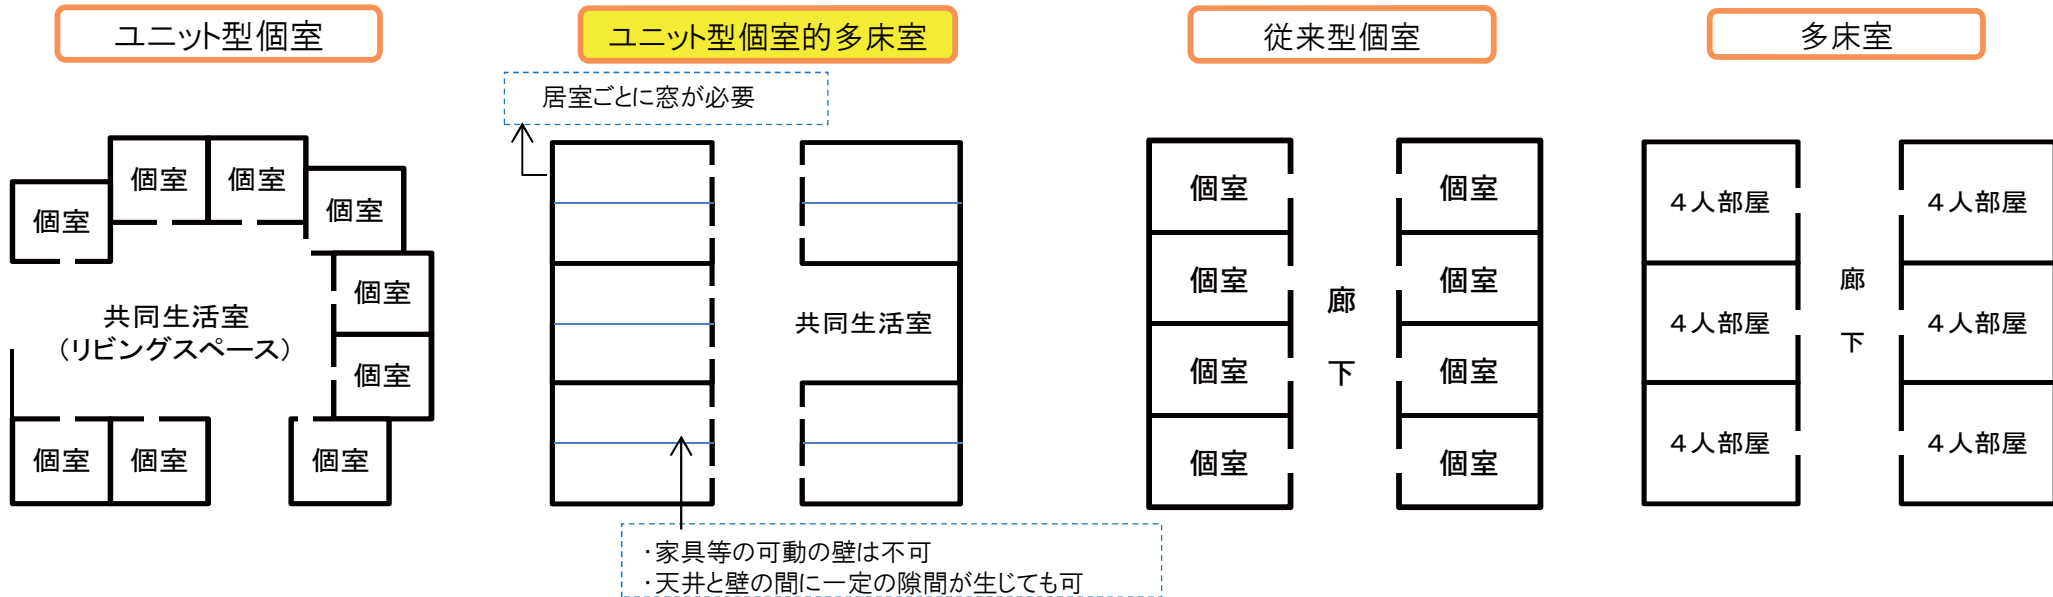 ユニット型個室
ユニット型個室的多床室
従来型個室
多床室
居室ごとに窓が必要
個室
個室
個室
個室
個室
個室
共同生活室
（リビングスペース）
個室
個室
個室
共同生活室
・家具等の可動の壁は不可
・天井と壁の間に一定の隙間が生じても可
個室
個室
個室
個室
廊
下
個室
個室
個室
個室
４人部屋
４人部屋
４人部屋
廊
下
４人部屋
４人部屋
４人部屋